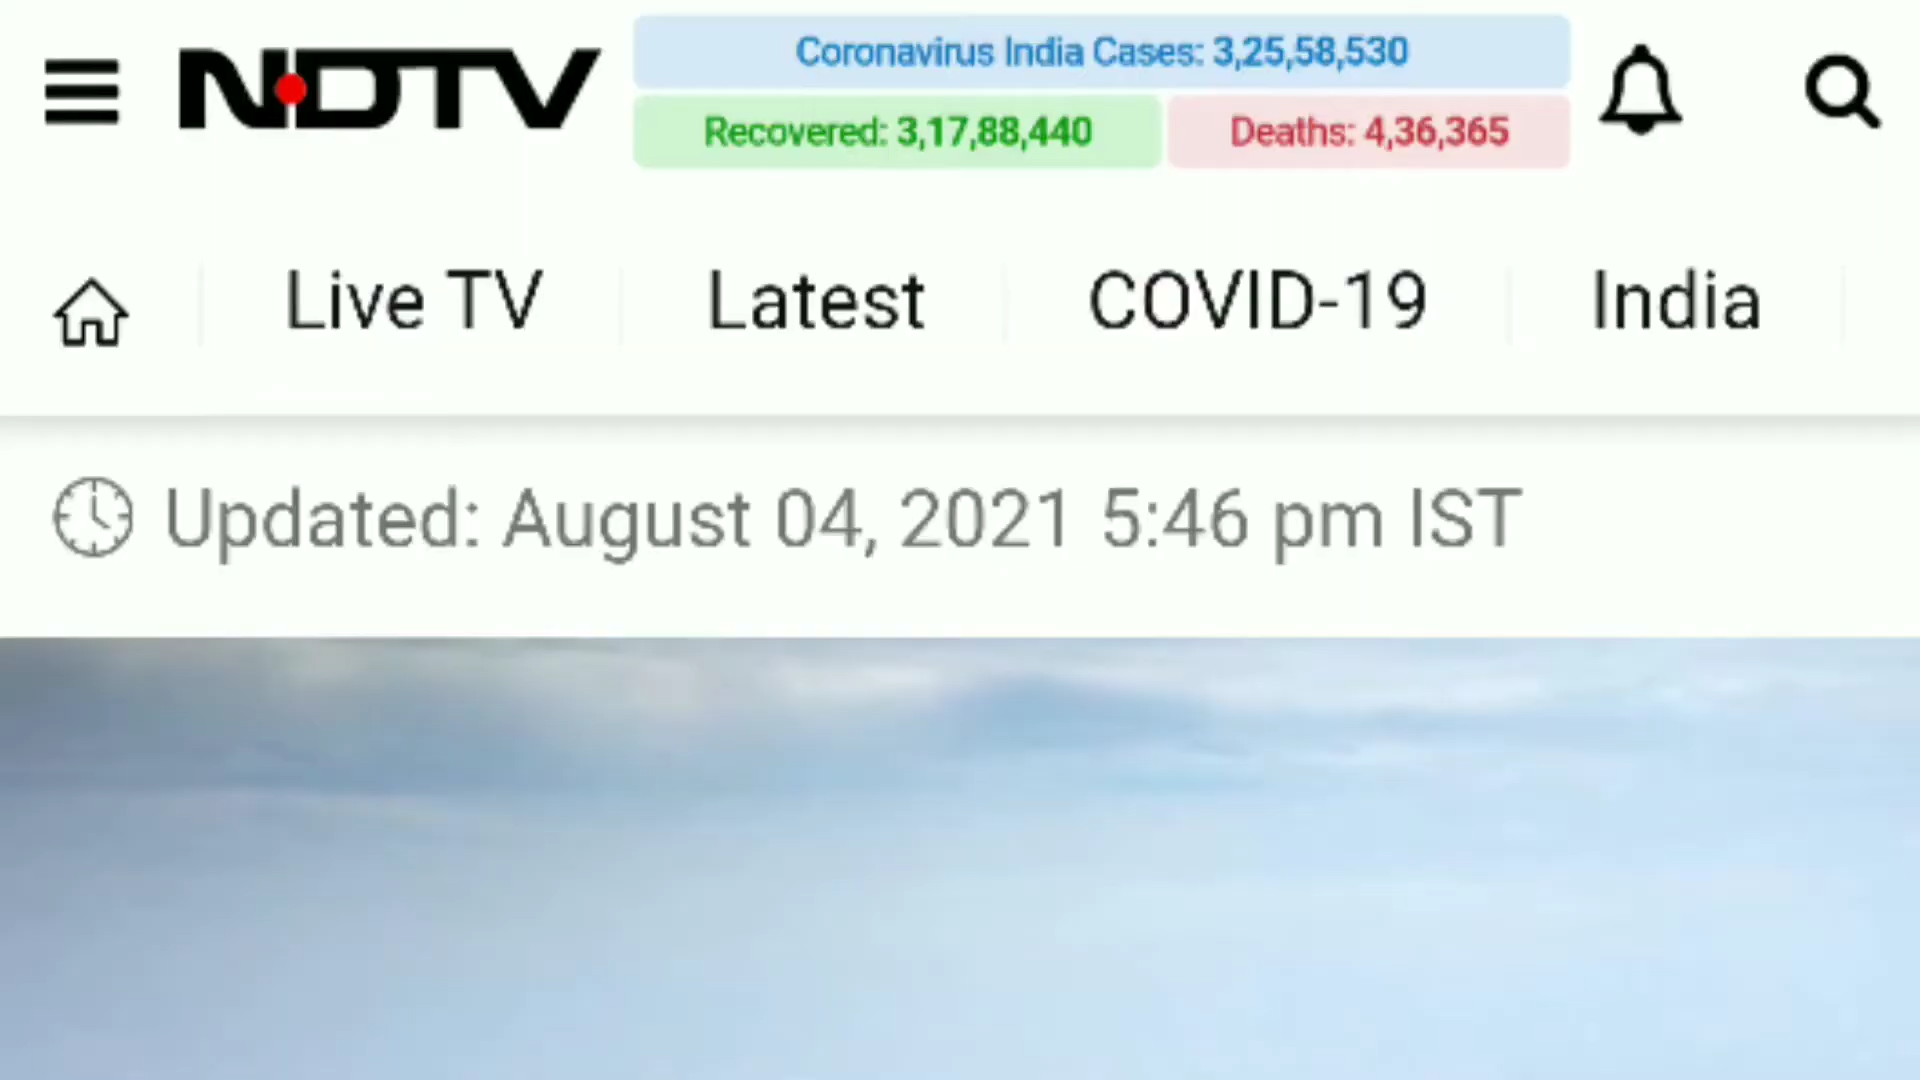 NDTV
Coronavirus India Cases: 3,25,58,530
Recovered: 3,17,88,440
Deaths: 4,36,365
Live TV
Latest
COVID-19
India
Updated: August 04, 2021 5:46 pm IST